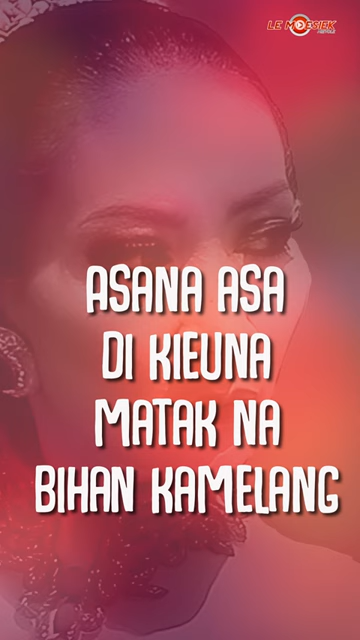 LE MOESIEK
ASANA ASA
DI KIEUNA
MATAK NA
BIHAN KAMELANG